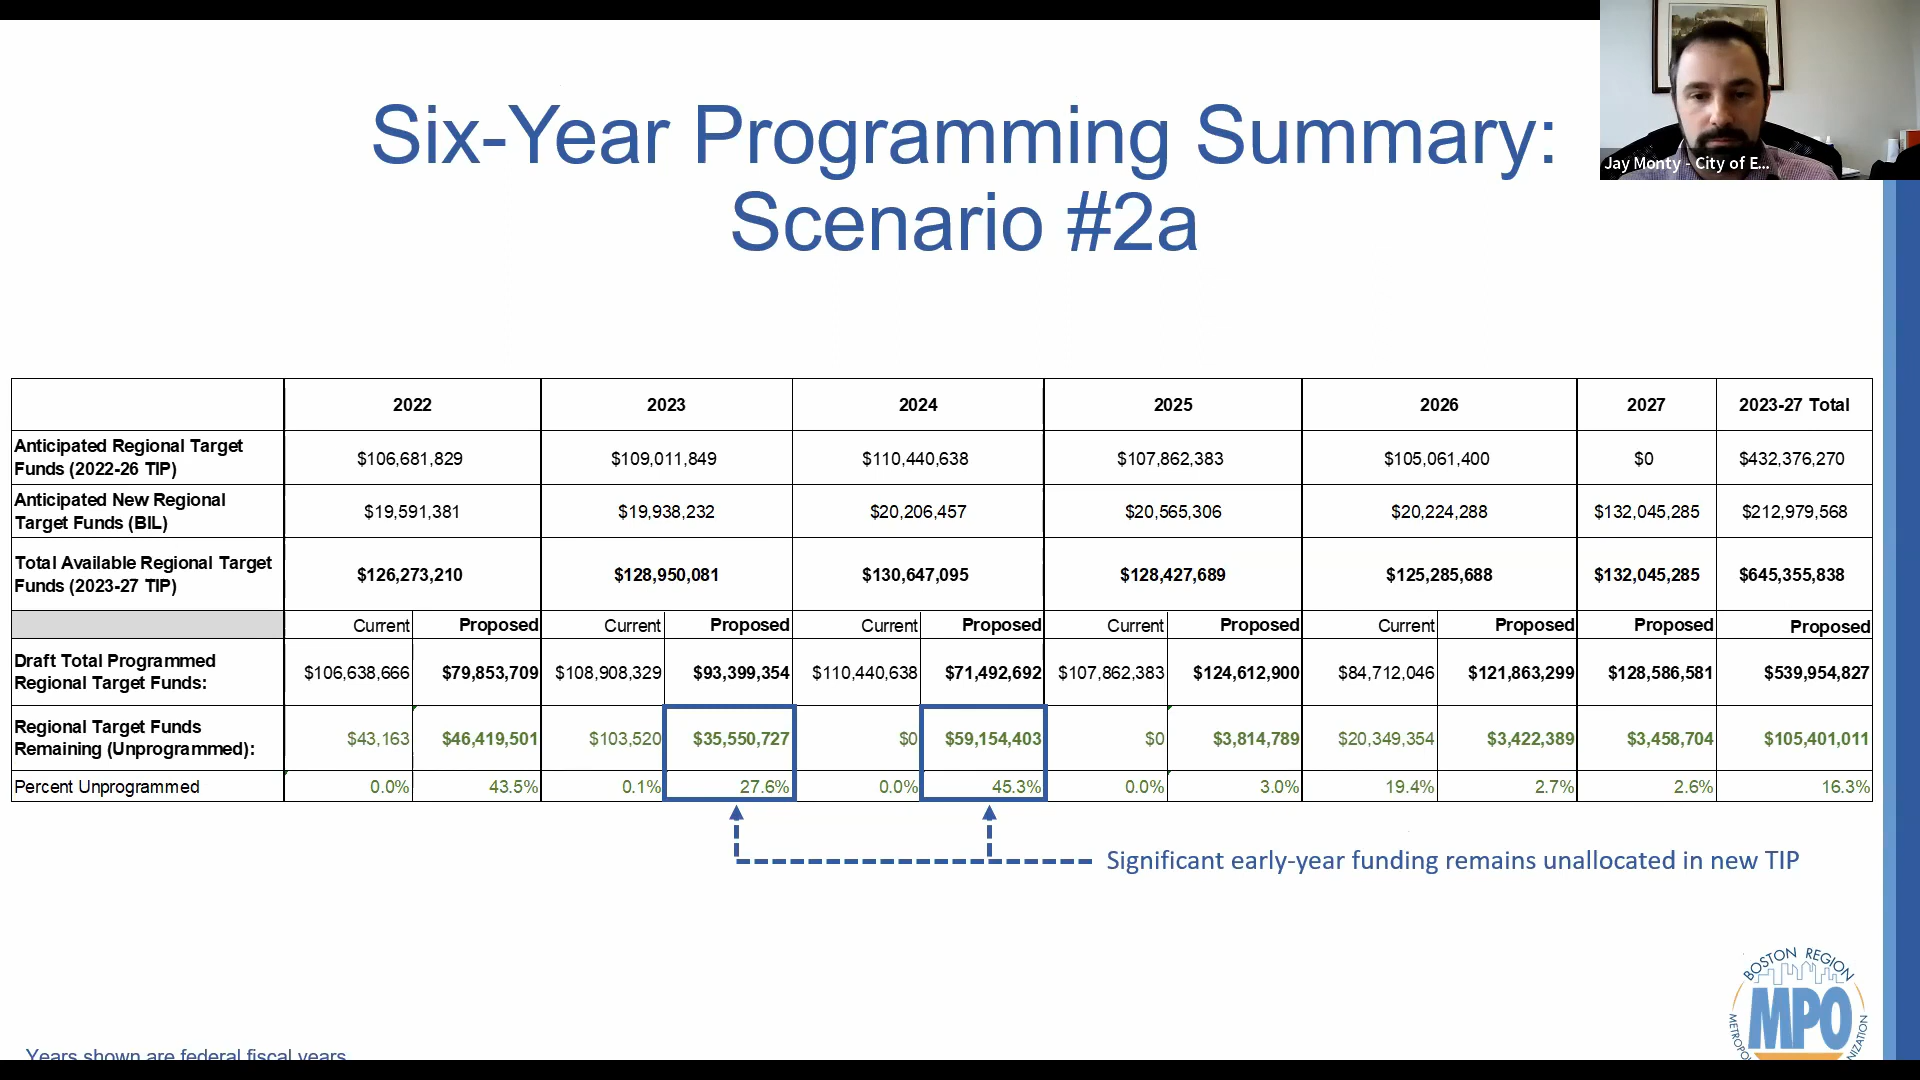 Six-Year Programming Summary:
Scenario #2a
Jay Monty - City of E...
2022 2023 2024 2025 2026 2027 2023-27 Total
Anticipated Regional Target
Funds (2022-26 TIP)
$106,681,829 $109,011,849 $110,440,638 $107,862,383 $105,061,400 $0 $432,376,270
Anticipated New Regional
Target Funds (BIL)
$19,591,381 $19,938,232 $20,206,457 $20,565,306 $20,224,288 $132,045,285 $212,979,568
Total Available Regional Target
Funds (2023-27 TIP)
$126,273,210 $128,950,081 $130,647,095 $128,427,689 $125,285,688 $132,045,285 $645,355,838
Current Proposed Current Proposed Current Proposed Current Proposed Current Proposed Proposed Proposed
Draft Total Programmed
Regional Target Funds:
$106,638,666 $79,853,709 $108,908,329 $93,399,354 $110,440,638 $71,492,692 $107,862,383 $124,612,900 $84,712,046 $121,863,299 $128,586,581 $539,954,827
Regional Target Funds
Remaining (Unprogrammed):
$43,163 $46,419,501 $103,520 $35,550,727 $0 $59,154,403 $0 $3,814,789 $20,349,354 $3,422,389 $3,458,704 $105,401,011
Percent Unprogrammed 0.0% 43.5% 0.1% 27.6% 0.0% 45.3% 0.0% 3.0% 19.4% 2.7% 2.6% 16.3%
Significant early-year funding remains unallocated in new TIP
BOSTON REGION
MPO
Years shown are federal fiscal years